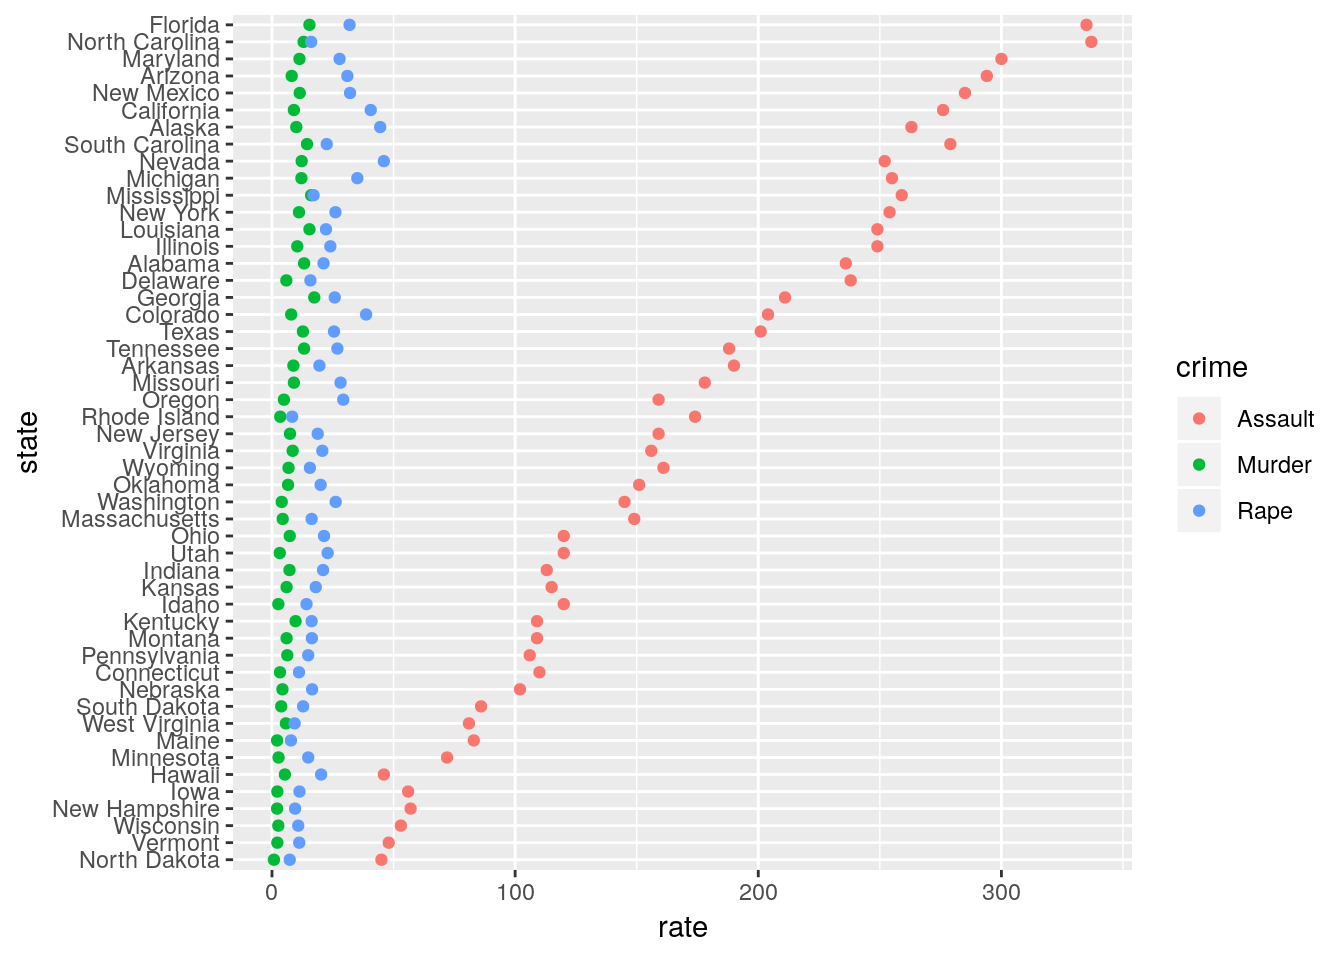 Florida
North Carolina
Maryland
Arizona
New Mexico
California
Alaska
South Carolina
Nevada
Michigan
Mississippi
New York
Louisiana
Illinois
Alabama
Delaware
Georgia
Colorado
Texas
Tennessee
Arkansas
Missouri
Oregon
Rhode Island
New Jersey
Virginia
Wyoming
Oklahoma
Washington
Massachusetts
Ohio
Utah
Indiana
Kansas
Idaho
Kentucky
Montana
Pennsylvania
Connecticut
Nebraska
South Dakota
West Virginia
Maine
Minnesota
Hawaii
Iowa
New Hampshire
Wisconsin
Vermont
North Dakota
state
0 100 200 300
rate
crime
Assault
Murder
Rape